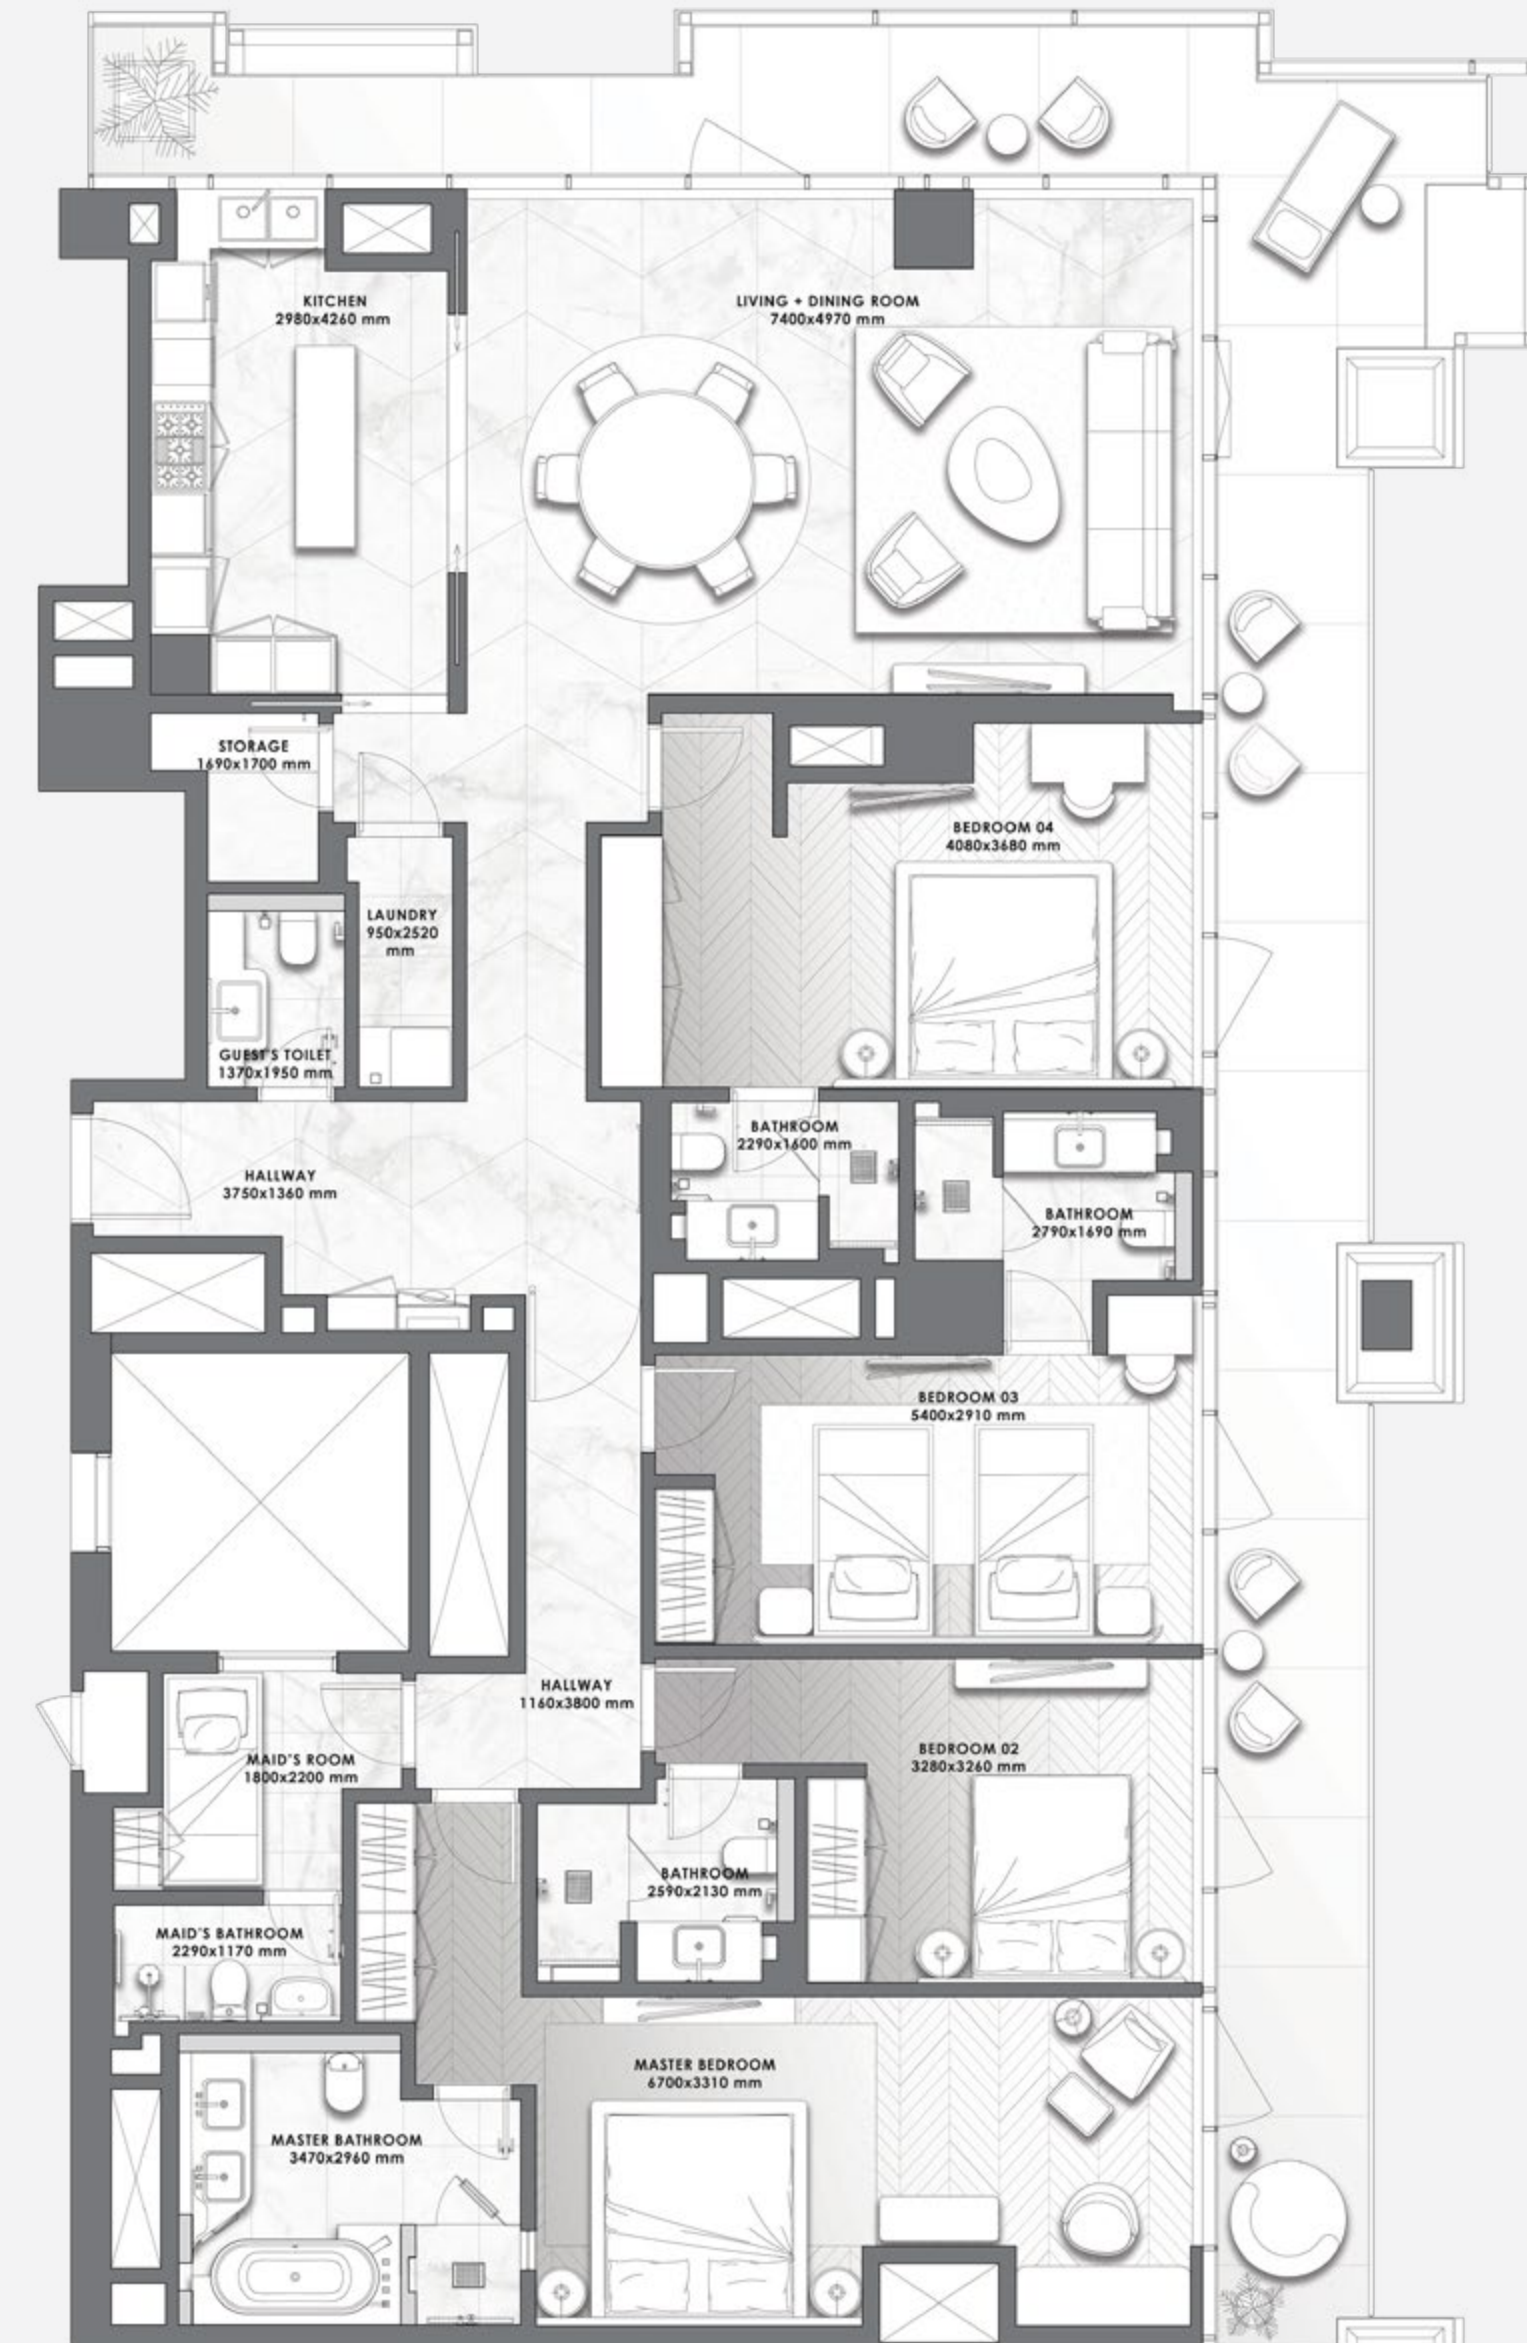 KITCHEN
2980x4260 mm
LIVING + DINING ROOM
7400x4970 mm
STORAGE
1690x1700 mm
BEDROOM 04
4080x3680 mm
LAUNDRY
950x2520
mm
GUEST'S TOILET
1370x1950 mm
BATHROOM
2290x1600 mm
HALLWAY
3750x1360 mm
BATHROOM
2790x1690 mm
BEDROOM 03
5400x2910 mm
HALLWAY
1160x3800 mm
MAID'S ROOM
1800x2200 mm
BEDROOM 02
3280x3260 mm
BATHROOM
2590x2130 mm
MAID'S BATHROOM
2290x1170 mm
MASTER BEDROOM
6700x3310 mm
MASTER BATHROOM
3470x2960 mm